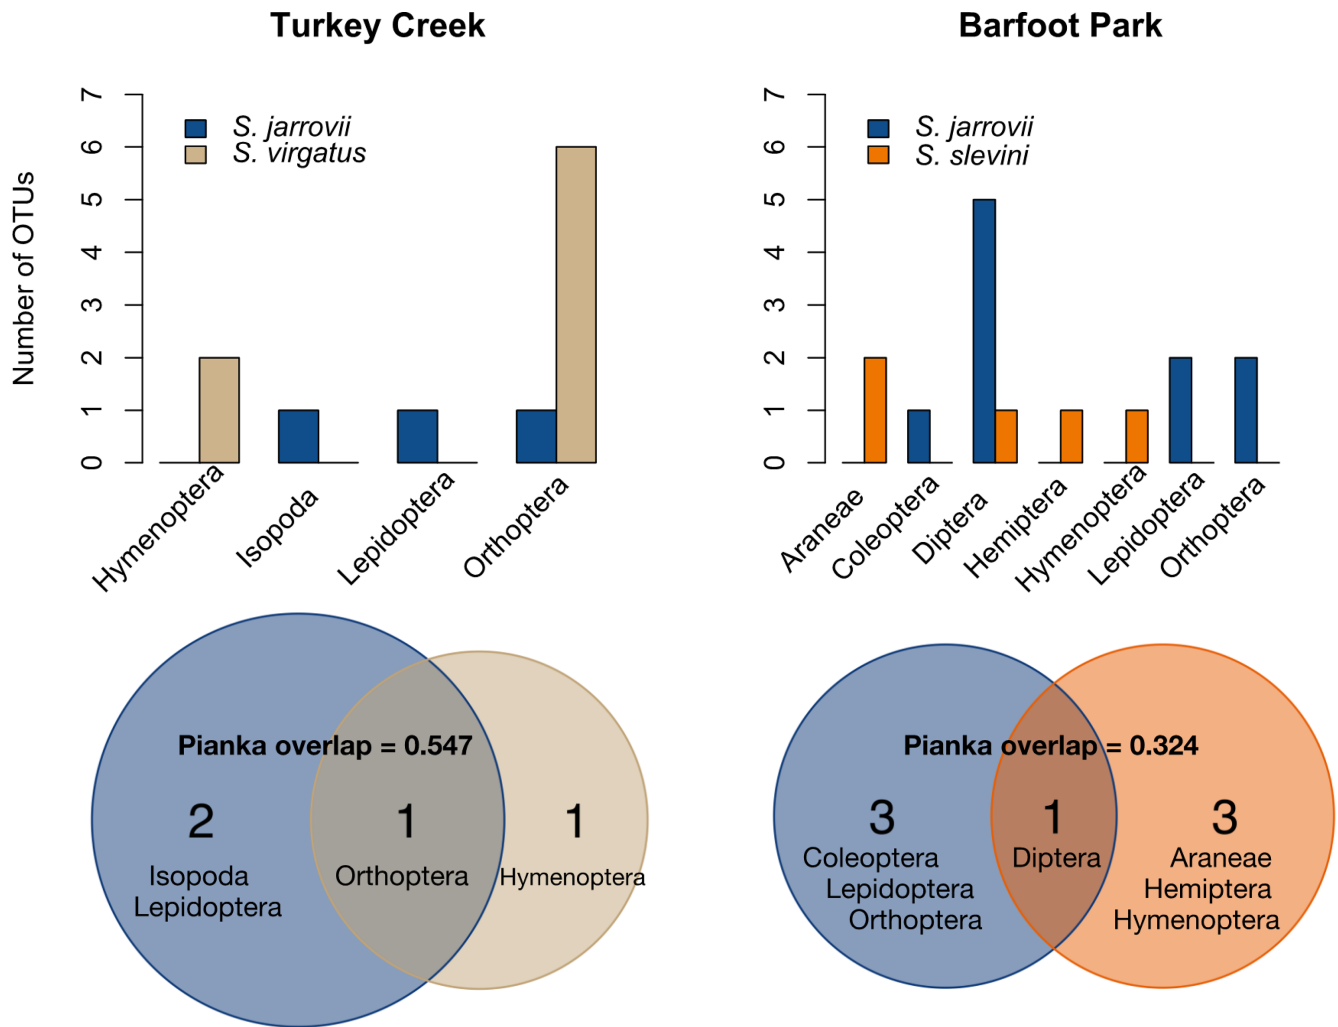 Turkey Creek
Number of OTUs
7
6
5
4
3
2
1
0
S. jarrovii
S. virgatus
Hymenoptera
Isopoda
Lepidoptera
Orthoptera
Pianka overlap = 0.547
2
Isopoda
Lepidoptera
1
Orthoptera
1
Hymenoptera
Barfoot Park
7
6
5
4
3
2
1
0
S. jarrovii
S. slevini
Araneae
Coleoptera
Diptera
Hemiptera
Hymenoptera
Lepidoptera
Orthoptera
Pianka overlap = 0.324
3
Coleoptera
Lepidoptera
Orthoptera
1
Diptera
3
Araneae
Hemiptera
Hymenoptera